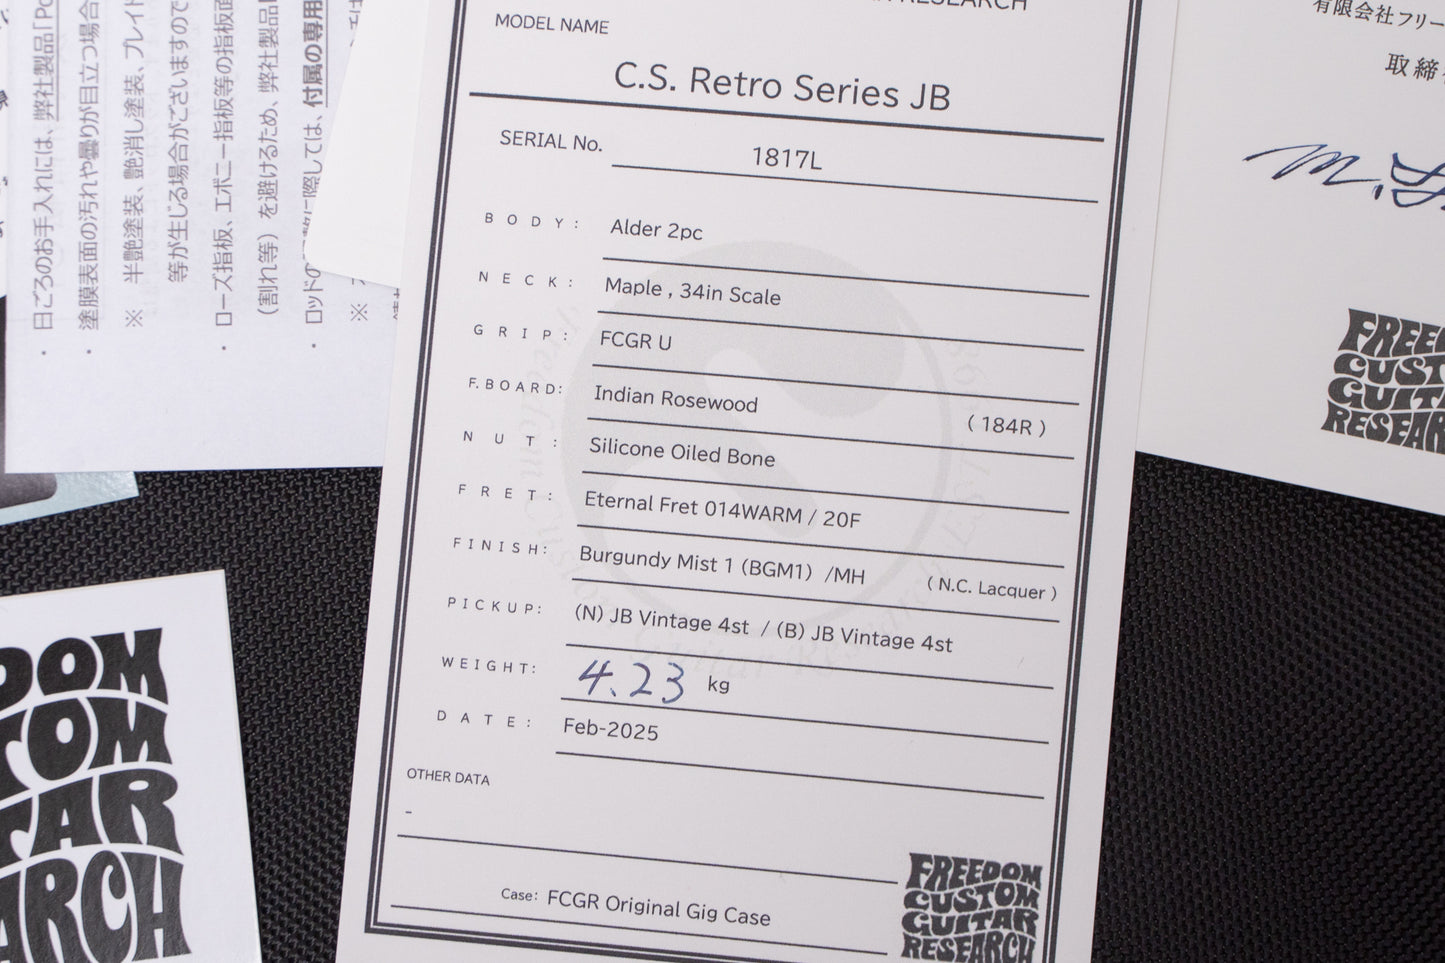 日ごろのお手入れには、弊社製品「Po
塗膜表面の汚れや曇りが目立つ場合
※ 半艶塗装、艶消し塗装、ブレイド
等が生じる場合がございますので
・ ローズ指板、エボニー指板等の指板面
(割れ等)を避けるため、弊社製品
際しては、付属の専用
RESEARCH
MODEL NAME
C.S. Retro Series JB
SERIAL No. 1817L
BODY: Alder 2pc
NECK: Maple , 34in Scale
GRIP: FCGR U
F.BOARD: Indian Rosewood ( 184R )
NUT: Silicone Oiled Bone
FRET: Eternal Fret 014WARM / 20F
FINISH: Burgundy Mist 1 (BGM1) /MH ( N.C. Lacquer )
PICKUP: (N) JB Vintage 4st / (B) JB Vintage 4st
WEIGHT: 4.23 kg
DATE: Feb-2025
OTHER DATA
-
Case: FCGR Original Gig Case
FREEDOM
CUSTOM
GUITAR
RESEARCH
有限会社フリー
取締
FREE
CUST
GUITA
RESEAR
DOM
TOM
TAR
ARCH